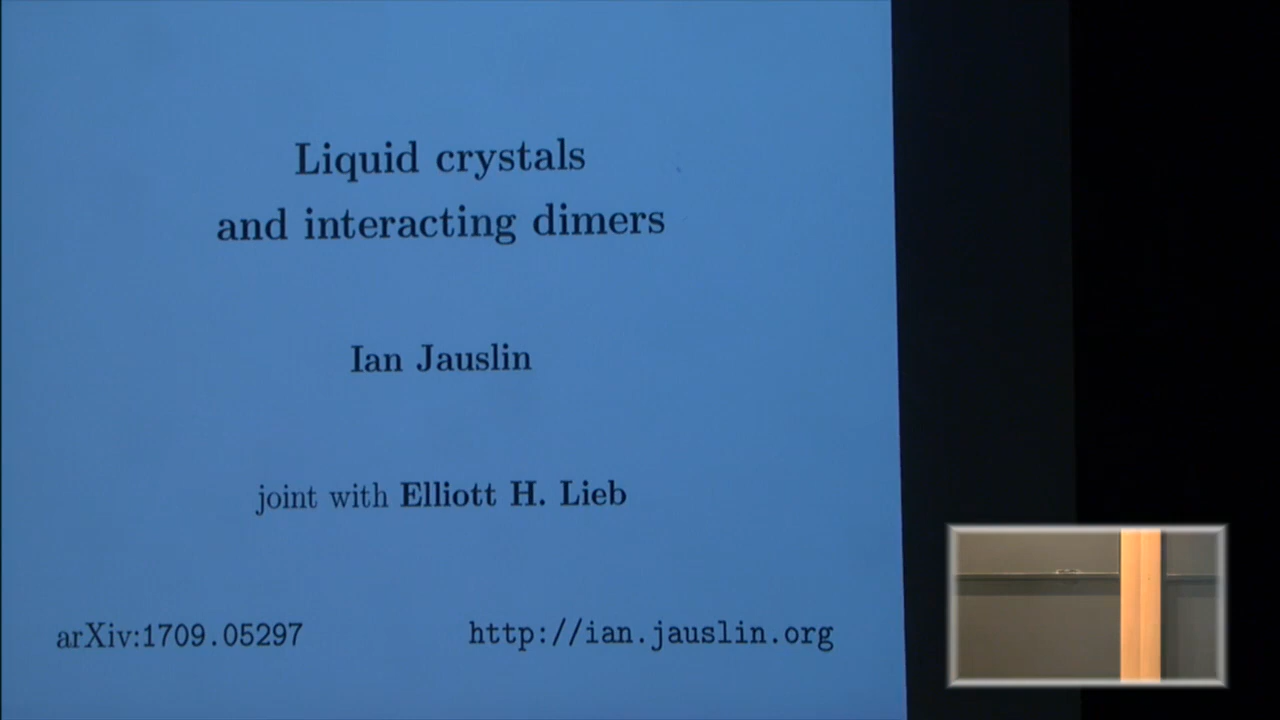 Liquid crystals
and interacting dimers
Ian Jauslin
joint with Elliott H. Lieb
arXiv:1709.05297
http://ian.jauslin.org